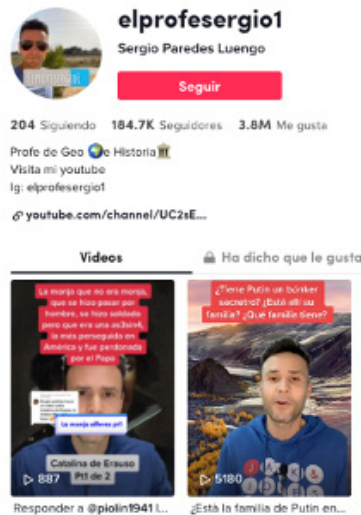 elprofesergio1
Sergio Paredes Luengo
Seguir
204 Siguiendo 184.7K Seguidores 3.8M Me gusta
Profe de Geo 🌍e Historia🏛️
Visita mi youtube
Ig: elprofesergio1
youtube.com/channel/UC2sE...
Videos
Ha dicho que le gusta
La monja que no era monja,
que se hizo pasar por
hombre, se hizo soldado
pero que era una as3sin4,
la más perseguida en
América y fue perdonada
por el Papa
La monja alférez pt1
Catalina de Erauso
Pt1 de 2
887
Responder a @piolin1941 l...
¿Tiene Putin un búnker
secreto? ¿Está allí su
familia? ¿Qué familia tiene?
JACK&
JONES
5180
¿Está la familia de Putin en...